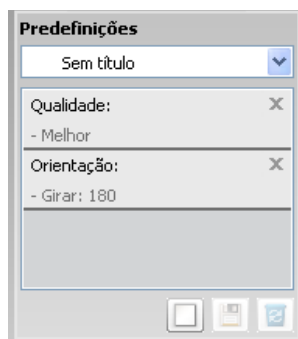 Predefinições
Sem título
Qualidade:
- Melhor
Orientação:
- Girar: 180